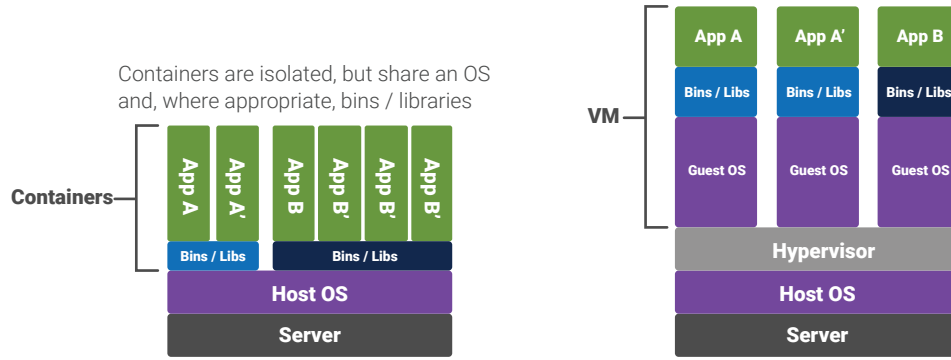 Containers are isolated, but share an OS
and, where appropriate, bins / libraries
Containers
App A
App A’
App B
App B’
App B’
App B’
Bins / Libs
Bins / Libs
Host OS
Server
VM
App A
App A’
App B
Bins / Libs
Bins / Libs
Bins / Libs
Guest OS
Guest OS
Guest OS
Hypervisor
Host OS
Server